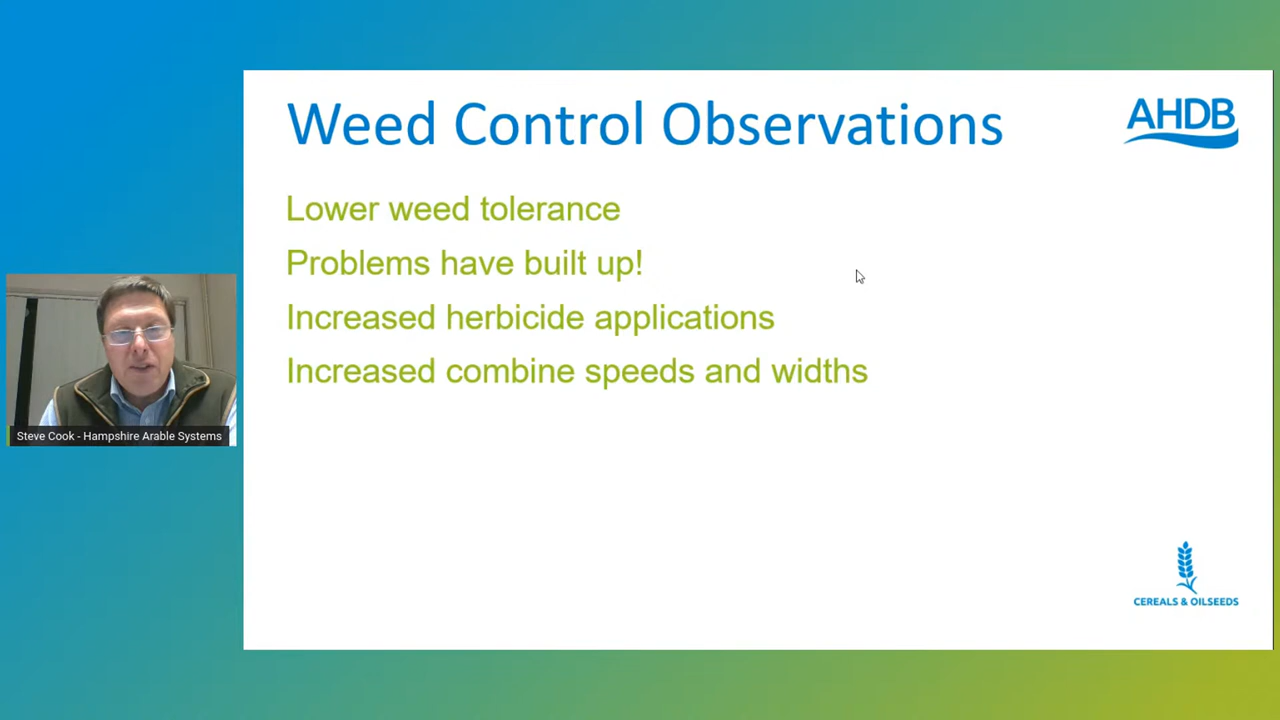 Weed Control Observations
AHDB
Lower weed tolerance
Problems have built up!
Increased herbicide applications
Increased combine speeds and widths
Steve Cook - Hampshire Arable Systems
CEREALS & OILSEEDS